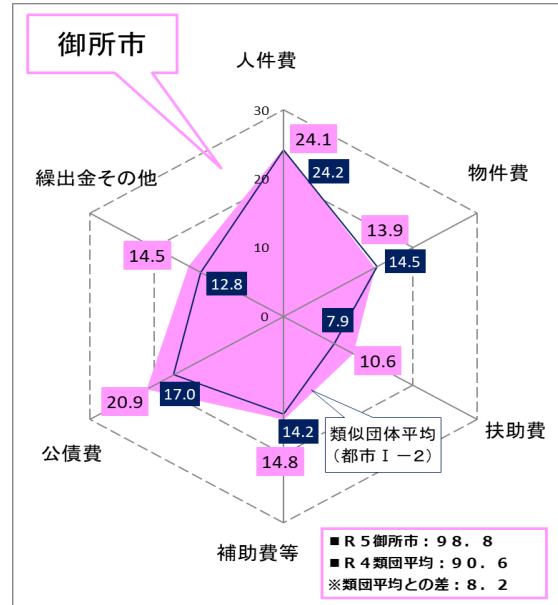 御所市
人件費
30
24.1
24.2
20
繰出金その他
物件費
13.9
14.5
14.5
10
12.8
0
7.9
10.6
20.9
17.0
14.2
14.8
類似団体平均
(都市Ⅰ－2)
扶助費
公債費
補助費等
■Ｒ５御所市：９８．８
■Ｒ４類団平均：９０．６
※類団平均との差：８．２